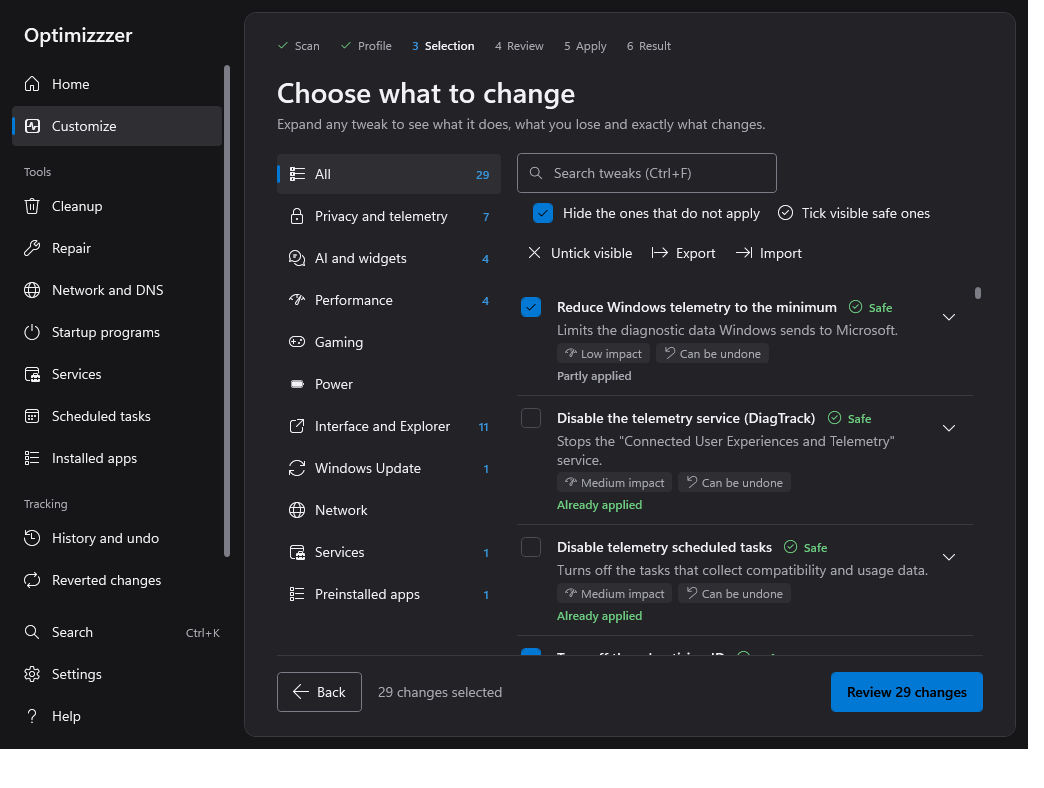 Optimizzzer
Home
Customize
Tools
Cleanup
Repair
Network and DNS
Startup programs
Services
Scheduled tasks
Installed apps
Tracking
History and undo
Reverted changes
Search Ctrl+K
Settings
Help
Scan Profile 3 Selection 4 Review 5 Apply 6 Result
Choose what to change
Expand any tweak to see what it does, what you lose and exactly what changes.
All 29
Privacy and telemetry 7
AI and widgets 4
Performance 4
Gaming
Power
Interface and Explorer 11
Windows Update 1
Network
Services 1
Preinstalled apps 1
Search tweaks (Ctrl+F)
Hide the ones that do not apply Tick visible safe ones
Untick visible Export Import
Reduce Windows telemetry to the minimum Safe
Limits the diagnostic data Windows sends to Microsoft.
Low impact Can be undone
Partly applied
Disable the telemetry service (DiagTrack) Safe
Stops the "Connected User Experiences and Telemetry"
service.
Medium impact Can be undone
Already applied
Disable telemetry scheduled tasks Safe
Turns off the tasks that collect compatibility and usage data.
Medium impact Can be undone
Already applied
Back 29 changes selected Review 29 changes